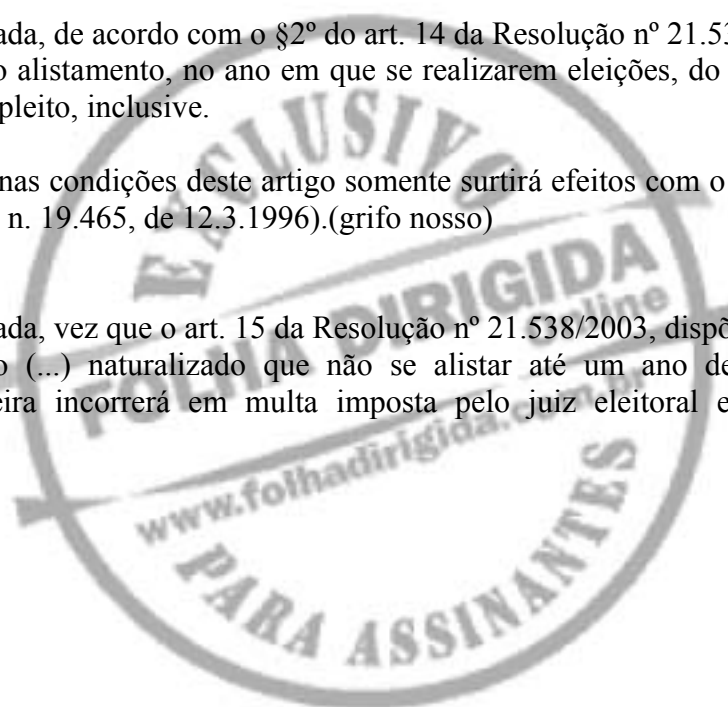 ada, de acordo com o §2º do art. 14 da Resolução nº 21.53
o alistamento, no ano em que se realizarem eleições, do
pleito, inclusive.
nas condições deste artigo somente surtirá efeitos com o
n. 19.465, de 12.3.1996).(grifo nosso)
ada, vez que o art. 15 da Resolução nº 21.538/2003, dispõ
o (...) naturalizado que não se alistar até um ano de
eira incorrerá em multa imposta pelo juiz eleitoral e
EXCLUSIVO
FOLHA DIRIGIDA
online
www.folhadirigida.com.br
PARA ASSINANTES